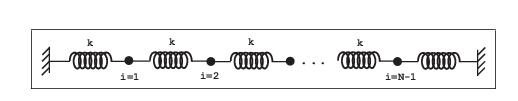 k k k k
i=1 i=2 ... i=N-1